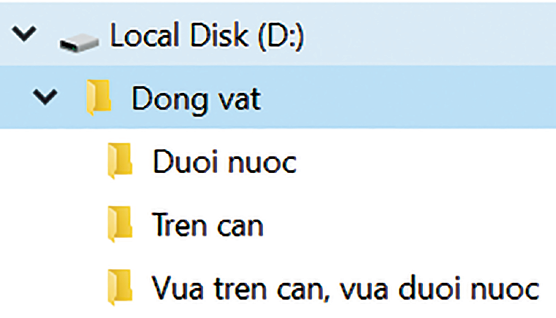 Local Disk (D:)
Dong vat
Duoi nuoc
Tren can
Vua tren can, vua duoi nuoc